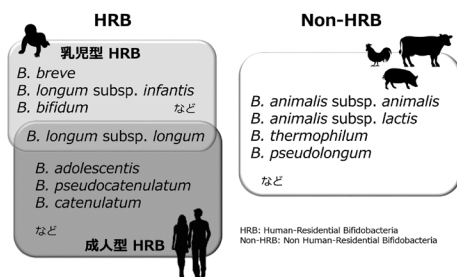 HRB
乳児型 HRB
B. breve
B. longum subsp. infantis
B. bifidum など
B. longum subsp. longum
B. adolescentis
B. pseudocatenulatum
B. catenulatum
など
成人型 HRB
Non-HRB
B. animalis subsp. animalis
B. animalis subsp. lactis
B. thermophilum
B. pseudolongum
など
HRB: Human-Residential Bifidobacteria
Non-HRB: Non Human-Residential Bifidobacteria